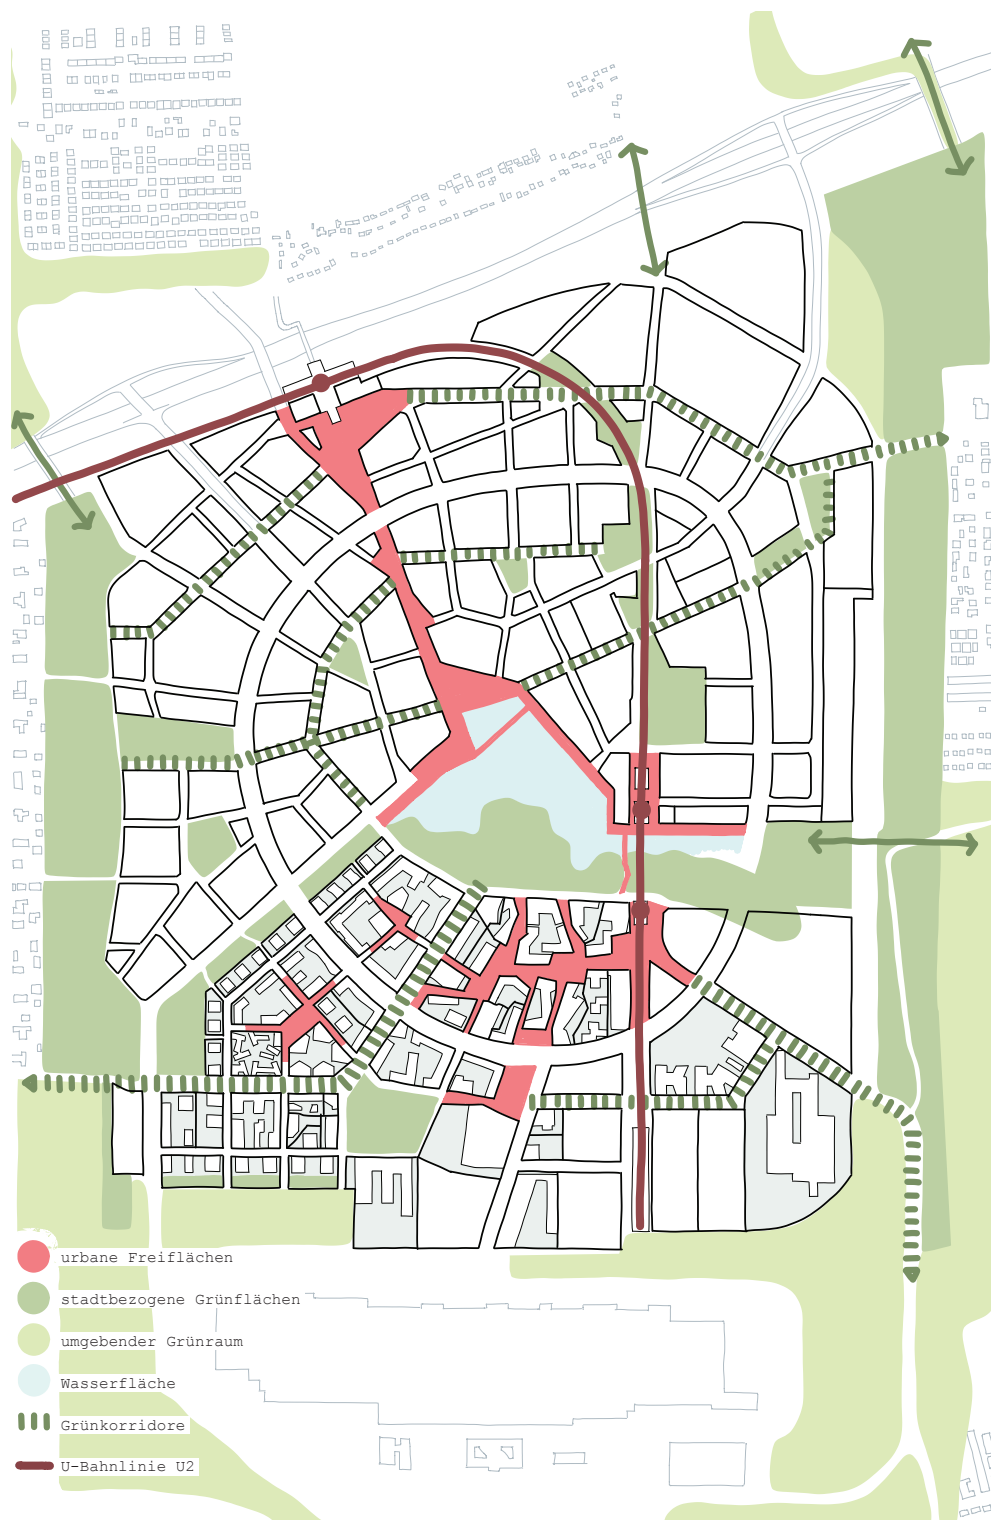 urbane Freiflächen
stadtbezogene Grünflächen
umgebender Grünraum
Wasserfläche
Grünkorridore
U-Bahnlinie U2